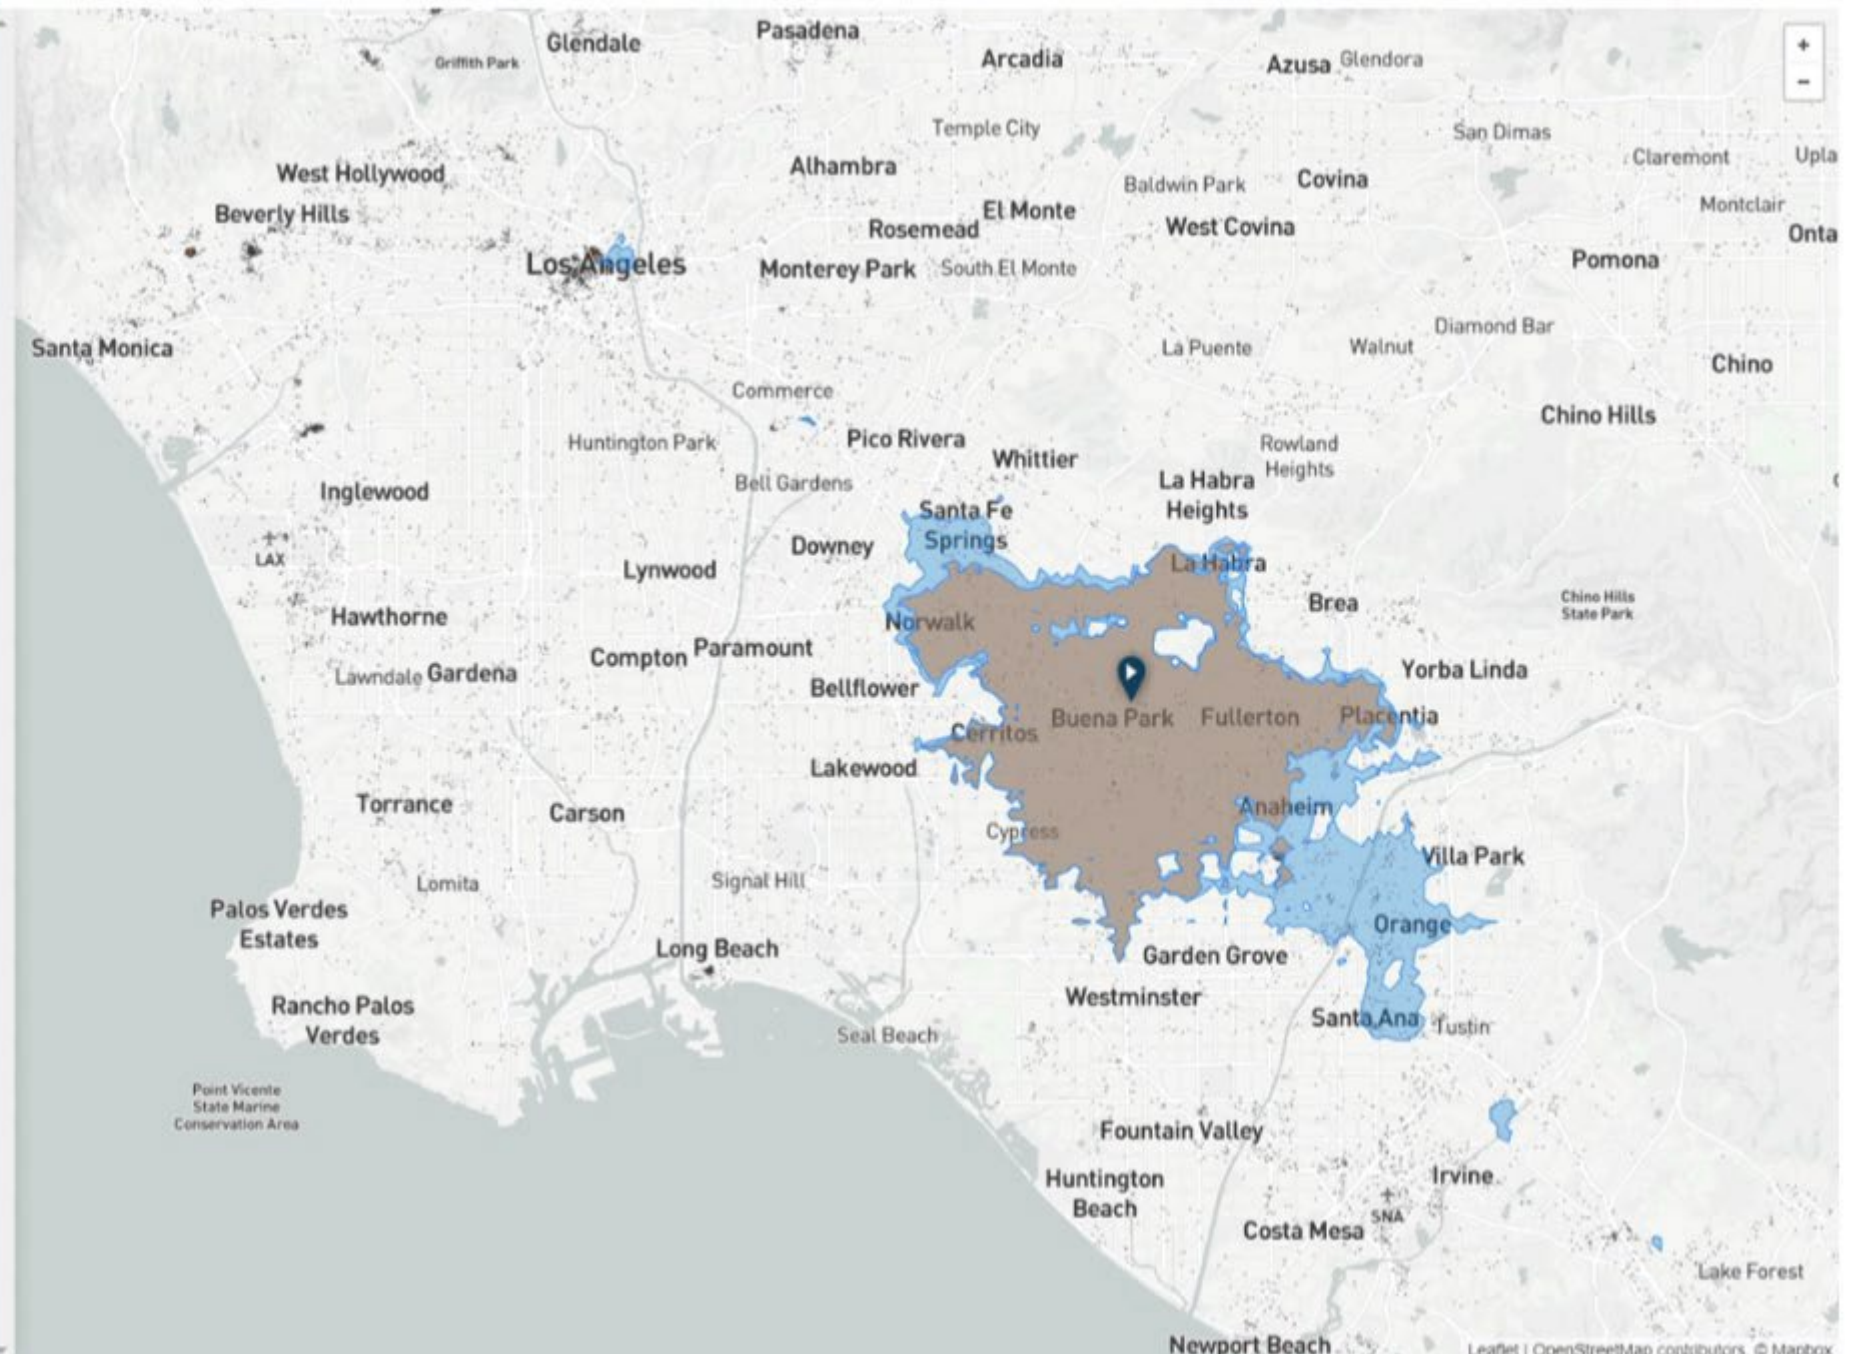 Glendale
Pasadena
Griffith Park
Arcadia
Azusa
Glendora
+
−
Temple City
San Dimas
West Hollywood
Alhambra
Claremont
Upla
Beverly Hills
Baldwin Park
Covina
El Monte
Rosemead
West Covina
Montclair
Onta
Los Angeles
Monterey Park
South El Monte
Pomona
Santa Monica
La Puente
Walnut
Diamond Bar
Chino
Commerce
Chino Hills
Huntington Park
Pico Rivera
Whittier
Rowland
Heights
Inglewood
Bell Gardens
La Habra
Heights
Santa Fe
Springs
LAX
Lynwood
Downey
La Habra
Hawthorne
Norwalk
Brea
Chino Hills
State Park
Lawndale
Gardena
Compton
Paramount
Bellflower
Yorba Linda
Cerritos
Buena Park
Fullerton
Placentia
Lakewood
Torrance
Carson
Anaheim
Cypress
Villa Park
Lomita
Signal Hill
Palos Verdes
Estates
Orange
Long Beach
Garden Grove
Rancho Palos
Verdes
Westminster
Santa Ana
Tustin
Seal Beach
Point Vicente
State Marine
Conservation Area
Fountain Valley
Huntington
Beach
Irvine
SNA
Costa Mesa
Lake Forest
Newport Beach
Leaflet | OpenStreetMap contributors, © Mapbox